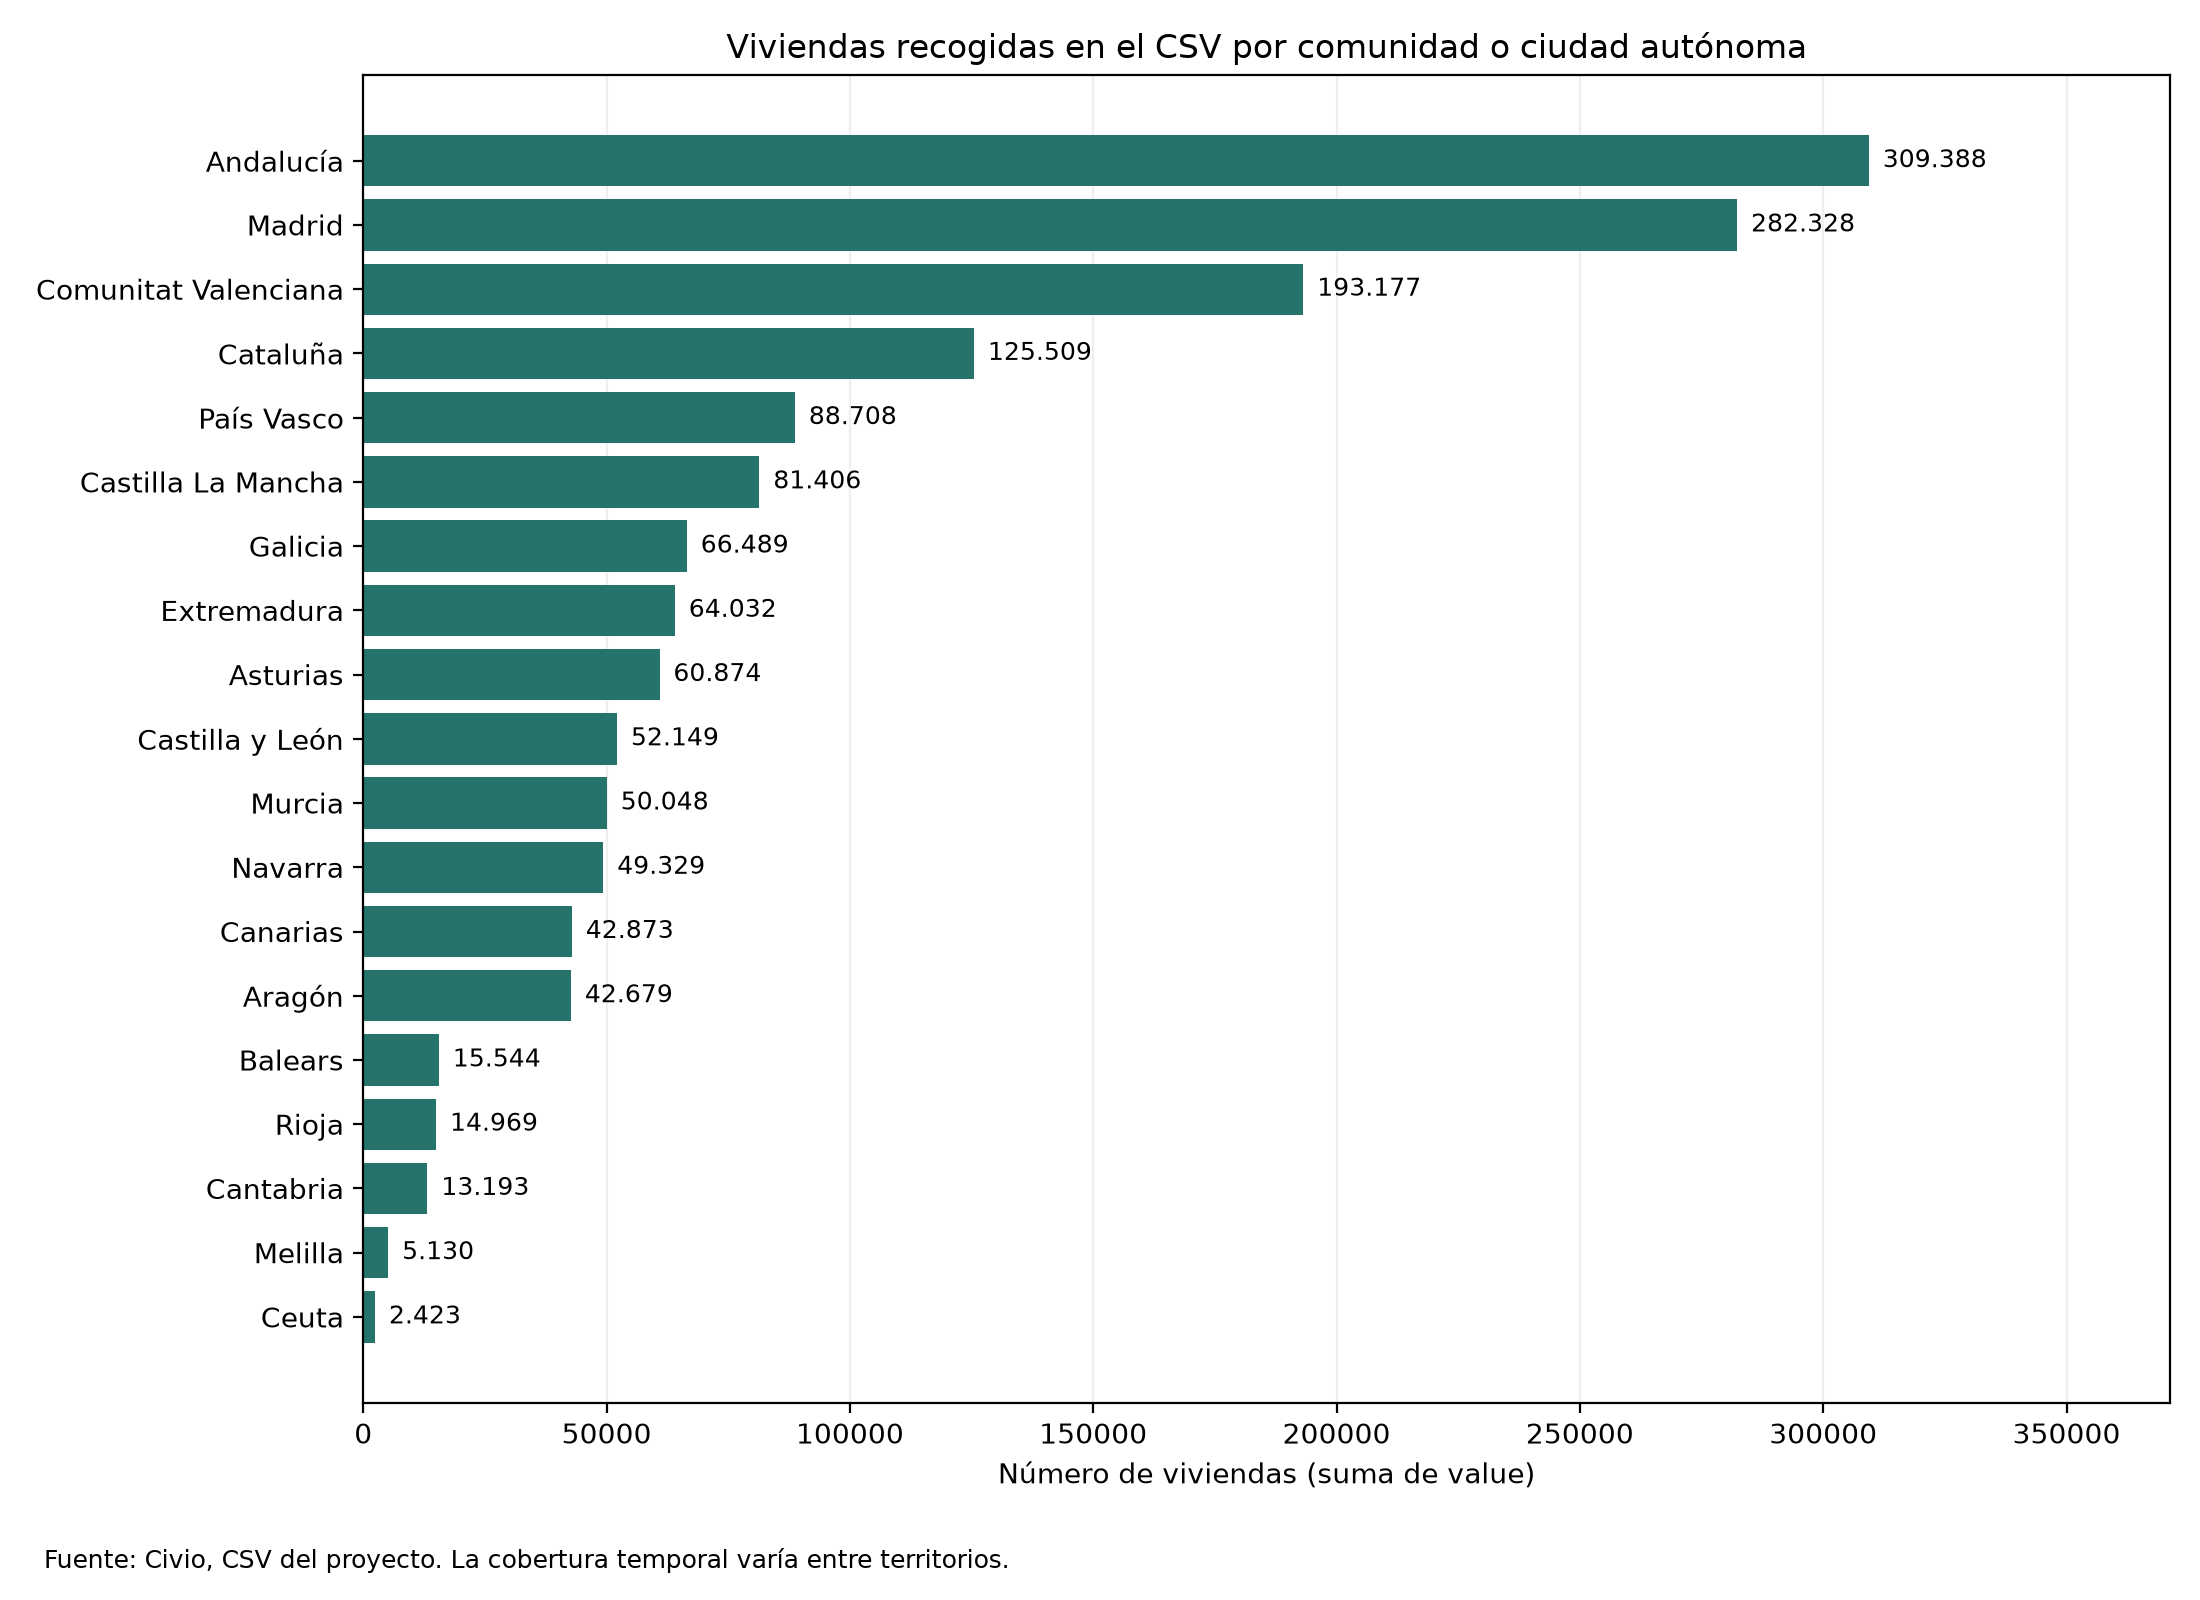 Viviendas recogidas en el CSV por comunidad o ciudad autónoma
Andalucía 309.388
Madrid 282.328
Comunitat Valenciana 193.177
Cataluña 125.509
País Vasco 88.708
Castilla La Mancha 81.406
Galicia 66.489
Extremadura 64.032
Asturias 60.874
Castilla y León 52.149
Murcia 50.048
Navarra 49.329
Canarias 42.873
Aragón 42.679
Balears 15.544
Rioja 14.969
Cantabria 13.193
Melilla 5.130
Ceuta 2.423
0 50000 100000 150000 200000 250000 300000 350000
Número de viviendas (suma de value)
Fuente: Civio, CSV del proyecto. La cobertura temporal varía entre territorios.